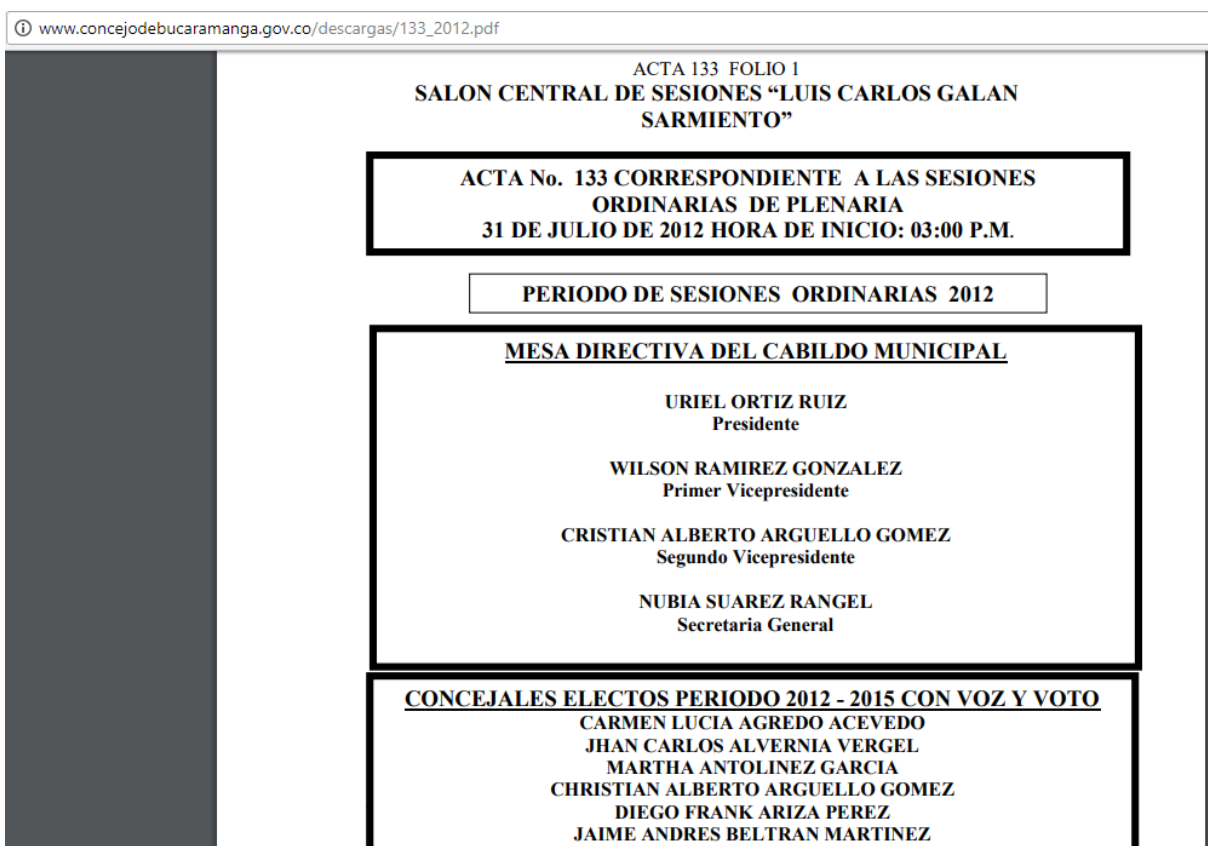 www.concejodebucaramanga.gov.co/descargas/133_2012.pdf
ACTA 133 FOLIO 1
SALON CENTRAL DE SESIONES “LUIS CARLOS GALAN
SARMIENTO”
ACTA No. 133 CORRESPONDIENTE A LAS SESIONES
ORDINARIAS DE PLENARIA
31 DE JULIO DE 2012 HORA DE INICIO: 03:00 P.M.
PERIODO DE SESIONES ORDINARIAS 2012
MESA DIRECTIVA DEL CABILDO MUNICIPAL
URIEL ORTIZ RUIZ
Presidente
WILSON RAMIREZ GONZALEZ
Primer Vicepresidente
CRISTIAN ALBERTO ARGUELLO GOMEZ
Segundo Vicepresidente
NUBIA SUAREZ RANGEL
Secretaria General
CONCEJALES ELECTOS PERIODO 2012 - 2015 CON VOZ Y VOTO
CARMEN LUCIA AGREDO ACEVEDO
JHAN CARLOS ALVERNIA VERGEL
MARTHA ANTOLINEZ GARCIA
CHRISTIAN ALBERTO ARGUELLO GOMEZ
DIEGO FRANK ARIZA PEREZ
JAIME ANDRES BELTRAN MARTINEZ